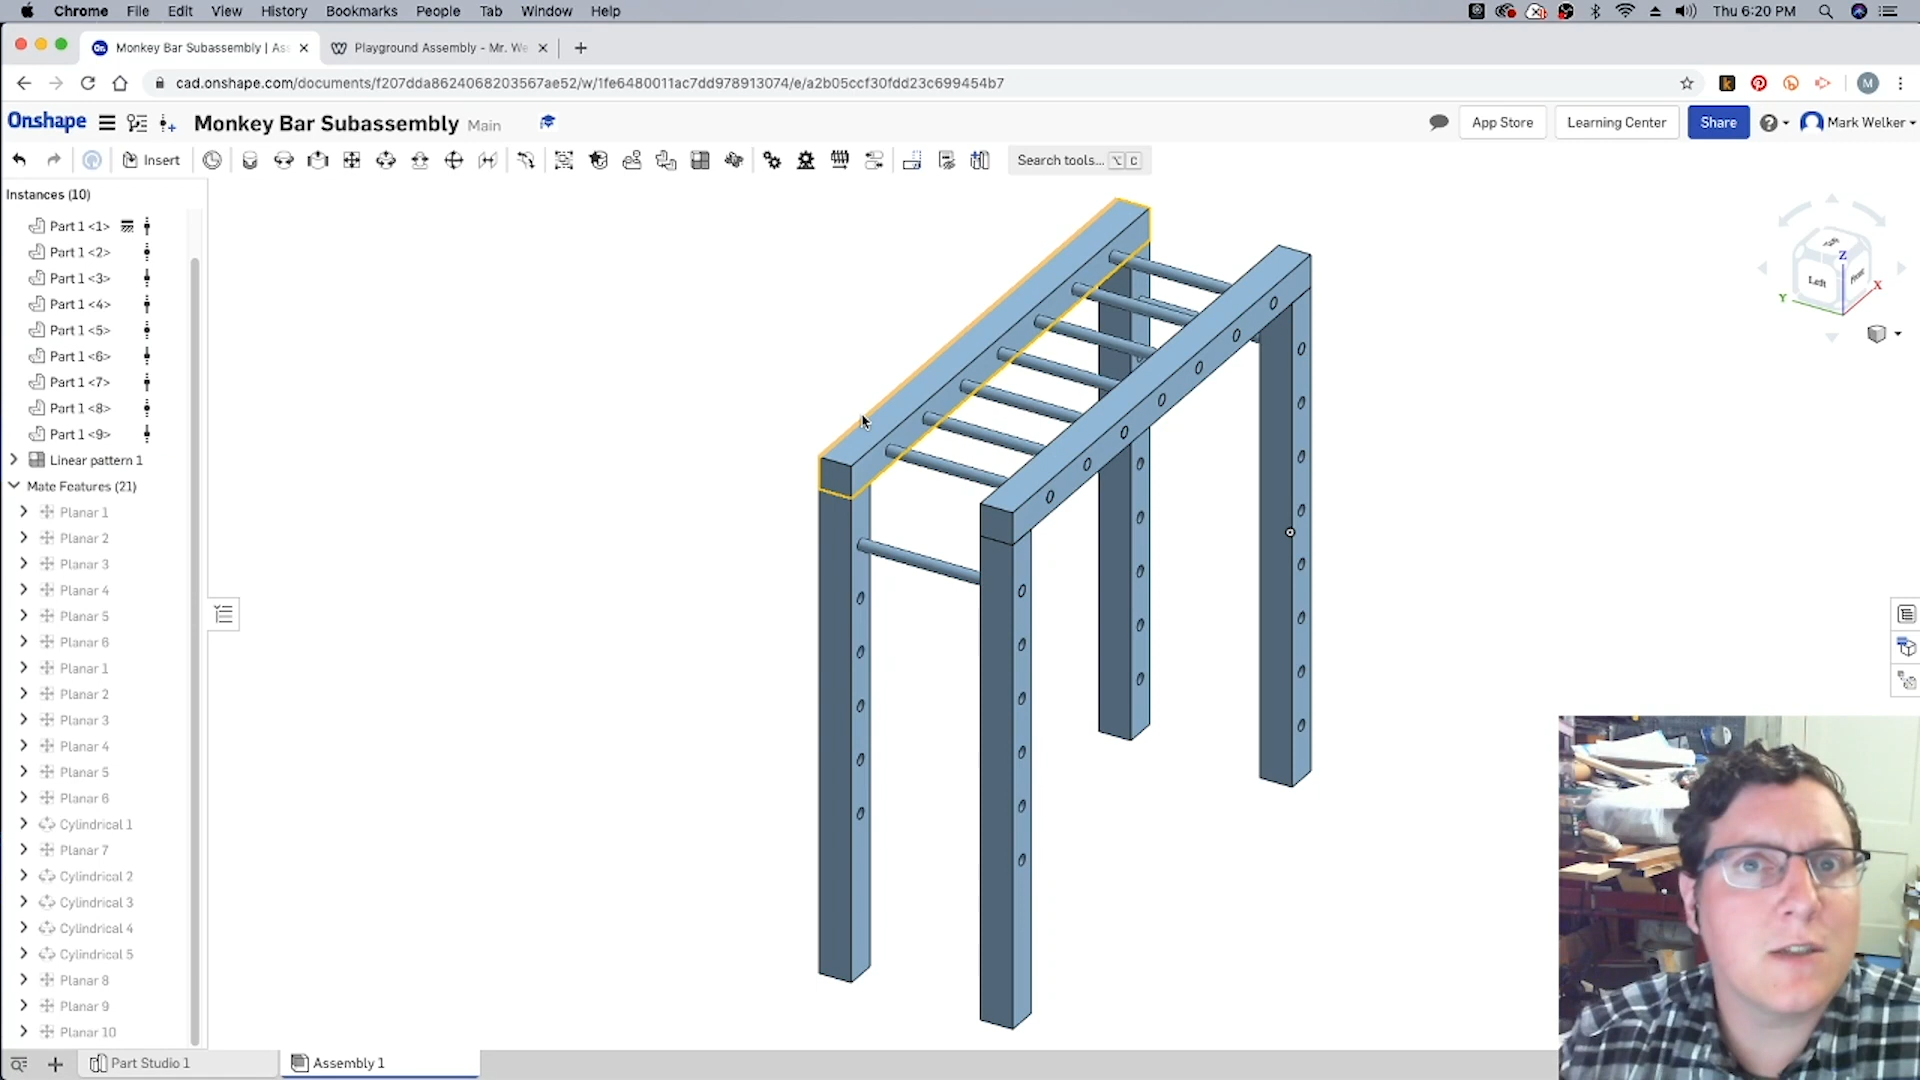 Chrome File Edit View History Bookmarks People Tab Window Help Thu 6:20 PM
Monkey Bar Subassembly | Ass Playground Assembly - Mr. We
cad.onshape.com/documents/f207dda8624068203567ae52/w/1fe6480011ac7dd978913074/e/a2b05ccf30fdd23c699454b7 M
Onshape Monkey Bar Subassembly Main App Store Learning Center Share Mark Welker
Insert Search tools... ⌥ C
Instances (10)
Part 1 <1>
Part 1 <2>
Part 1 <3>
Part 1 <4>
Part 1 <5>
Part 1 <6>
Part 1 <7>
Part 1 <8>
Part 1 <9>
Linear pattern 1
Mate Features (21)
Planar 1
Planar 2
Planar 3
Planar 4
Planar 5
Planar 6
Planar 1
Planar 2
Planar 3
Planar 4
Planar 5
Planar 6
Cylindrical 1
Planar 7
Cylindrical 2
Cylindrical 3
Cylindrical 4
Cylindrical 5
Planar 8
Planar 9
Planar 10
Z
Left Front
Y X
Part Studio 1 Assembly 1